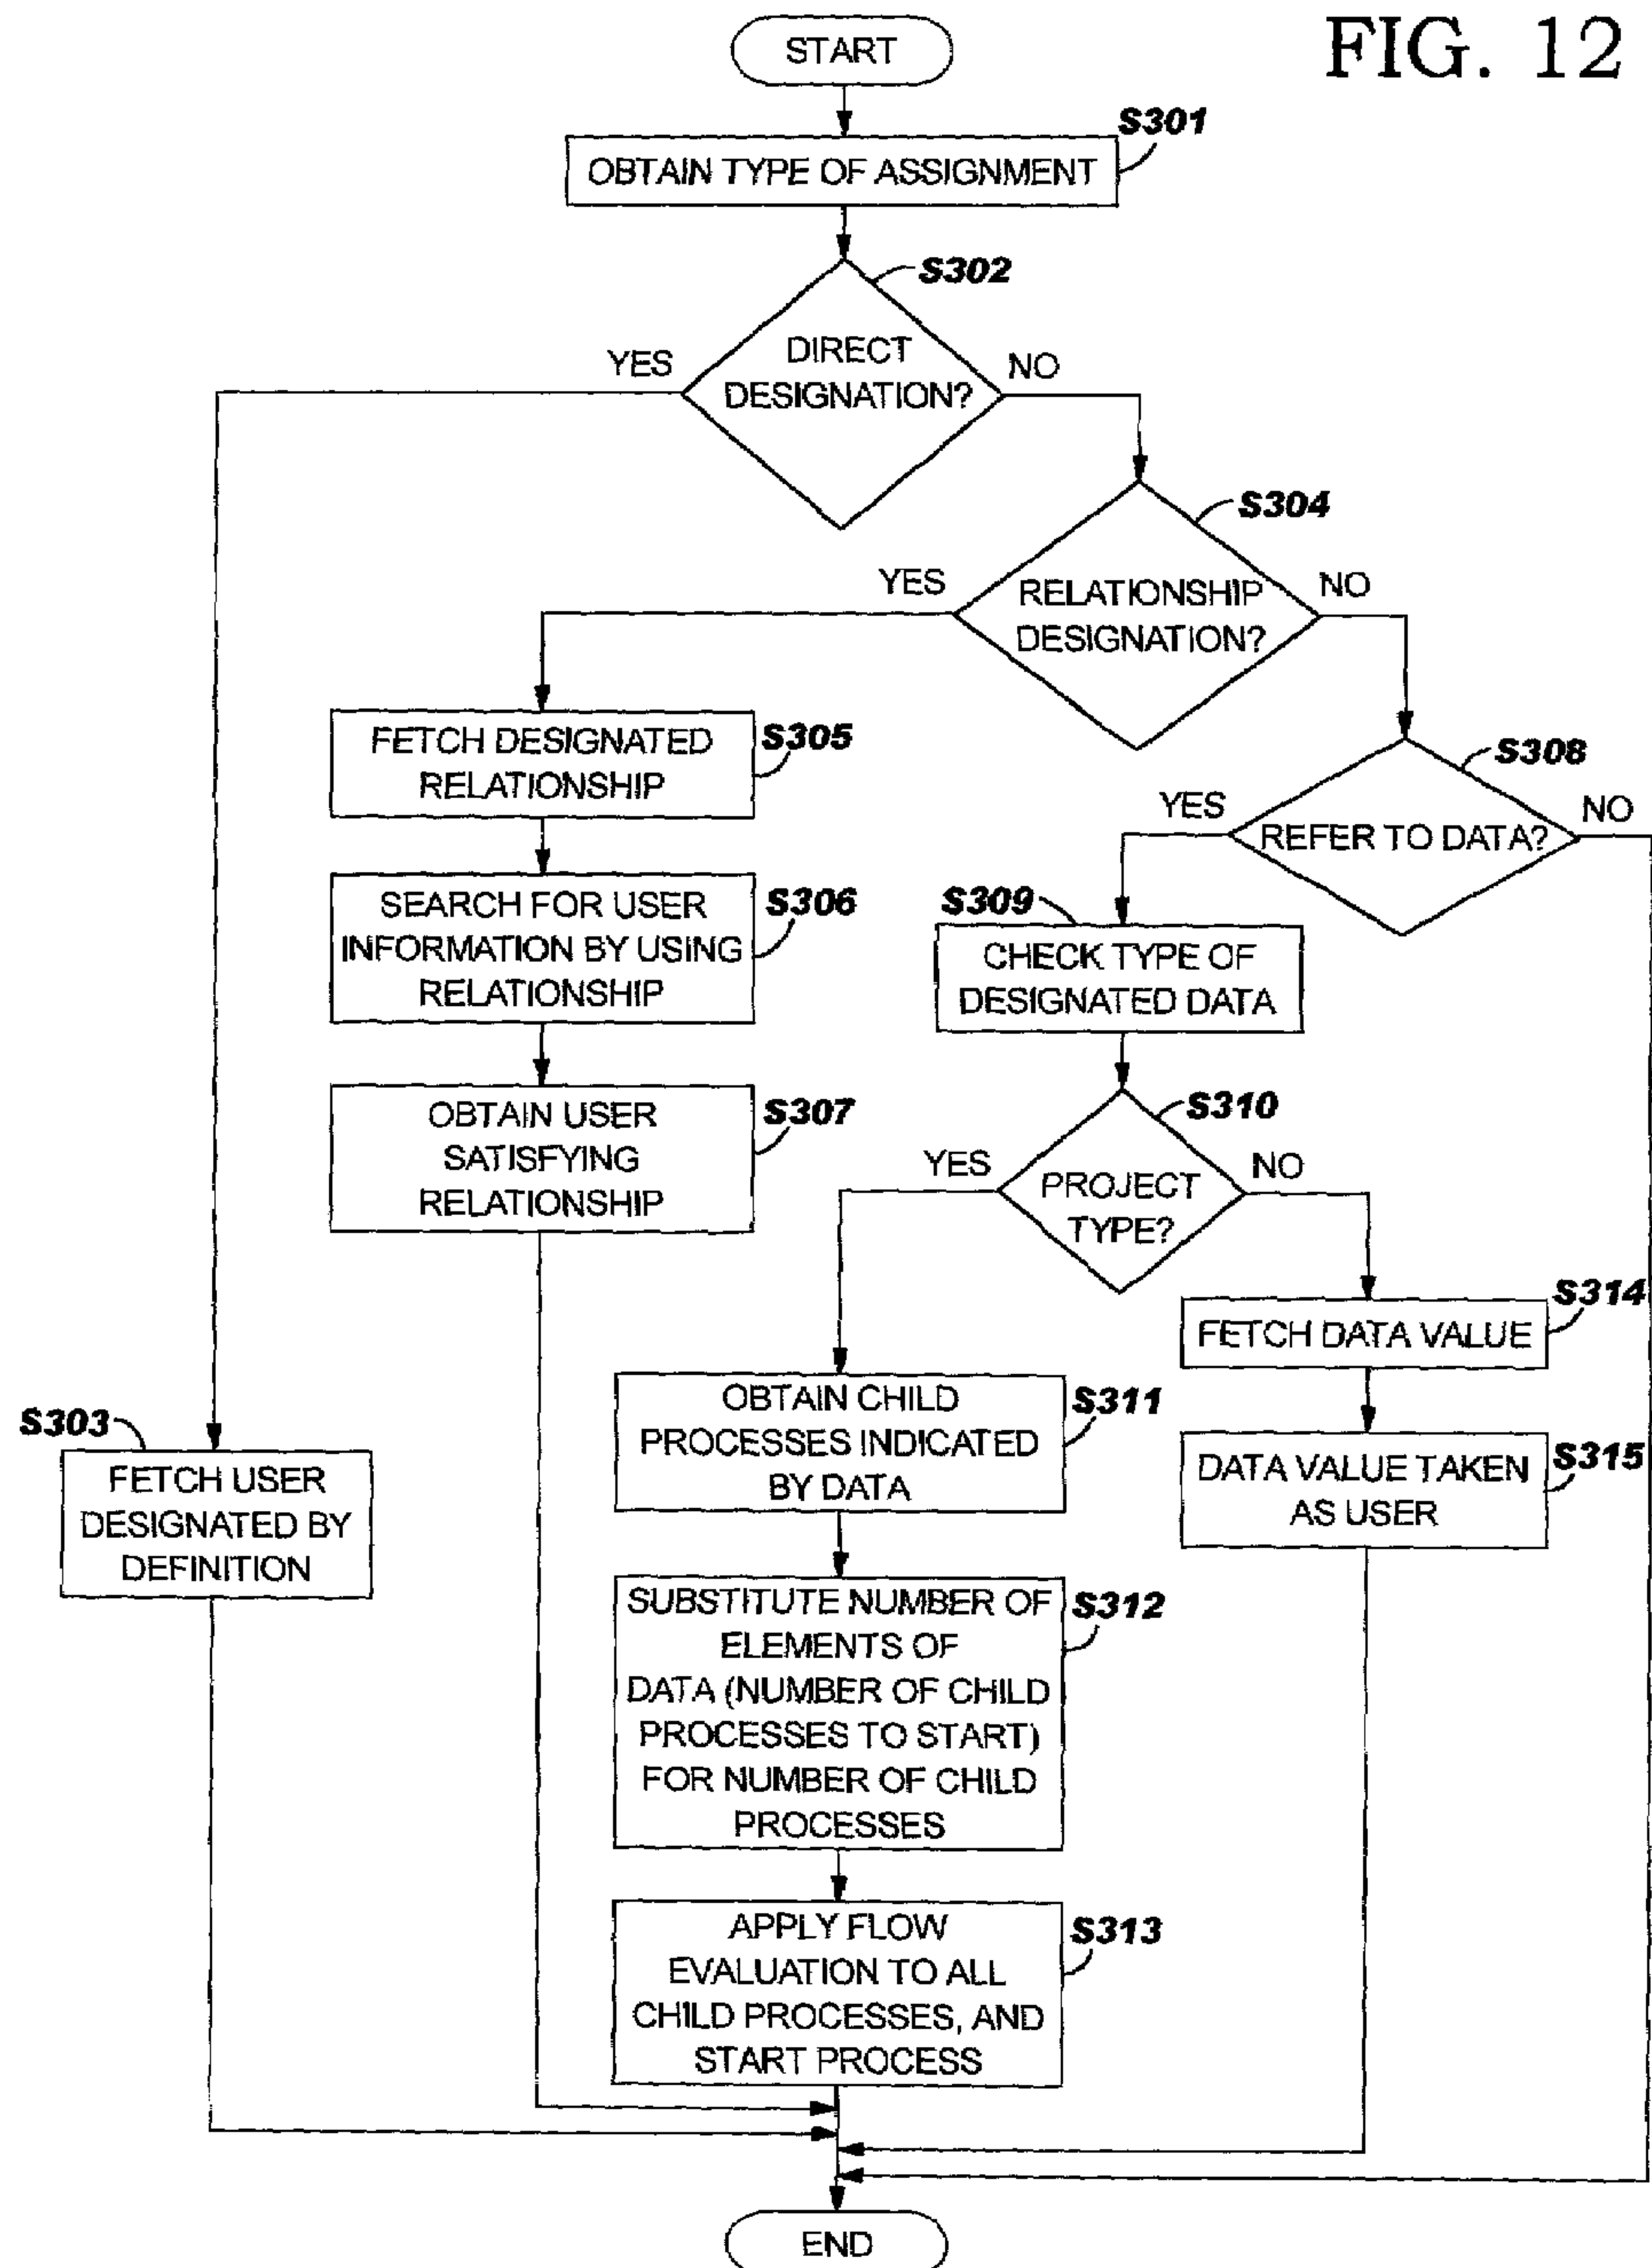 FIG. 12
START
S301
OBTAIN TYPE OF ASSIGNMENT
S302
DIRECT
DESIGNATION?
YES
NO
S304
RELATIONSHIP
DESIGNATION?
YES
NO
S305
FETCH DESIGNATED
RELATIONSHIP
S308
REFER TO DATA?
YES
NO
S306
SEARCH FOR USER
INFORMATION BY USING
RELATIONSHIP
S309
CHECK TYPE OF
DESIGNATED DATA
S307
OBTAIN USER
SATISFYING
RELATIONSHIP
S310
PROJECT
TYPE?
YES
NO
S314
FETCH DATA VALUE
S311
OBTAIN CHILD
PROCESSES INDICATED
BY DATA
S303
FETCH USER
DESIGNATED BY
DEFINITION
S315
DATA VALUE TAKEN
AS USER
S312
SUBSTITUTE NUMBER OF
ELEMENTS OF
DATA (NUMBER OF CHILD
PROCESSES TO START)
FOR NUMBER OF CHILD
PROCESSES
S313
APPLY FLOW
EVALUATION TO ALL
CHILD PROCESSES, AND
START PROCESS
END